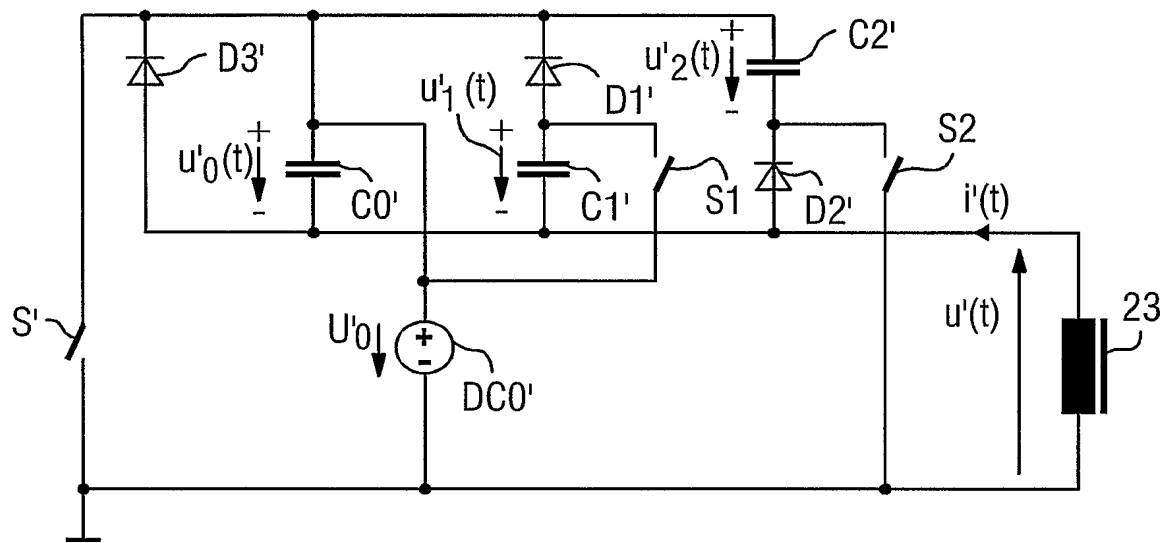 D3'
u'0(t)
+
-
C0'
u'1(t)
+
-
D1'
C1'
S1
u'2(t)
+
-
C2'
D2'
S2
i'(t)
u'(t)
23
S'
U'0
+
-
DC0'